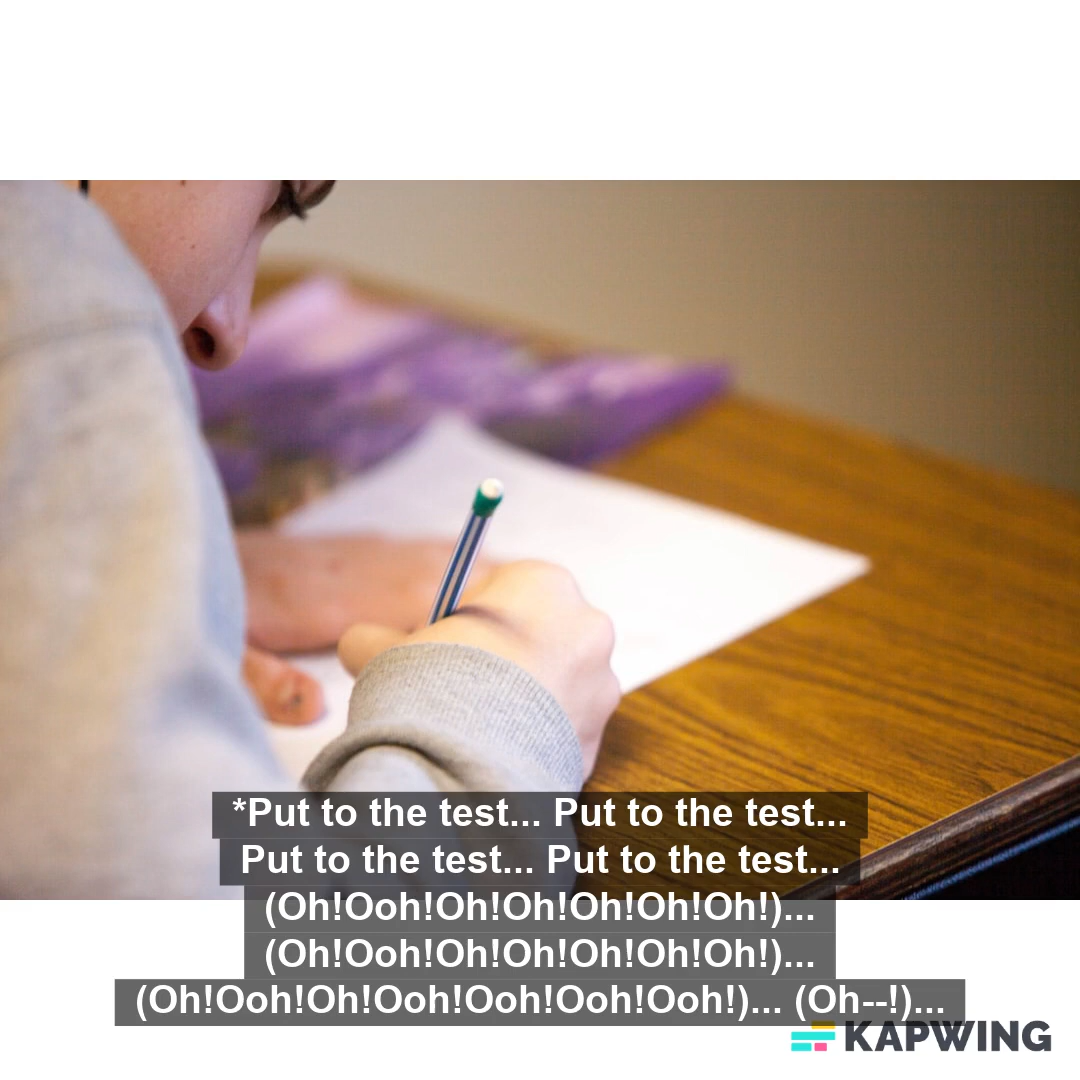 *Put to the test... Put to the test...
Put to the test... Put to the test...
(Oh!Ooh!Oh!Oh!Oh!Oh!Oh!)...
(Oh!Ooh!Oh!Oh!Oh!Oh!Oh!)...
(Oh!Ooh!Oh!Ooh!Ooh!Ooh!Ooh!)... (Oh--!)...
KAPWING